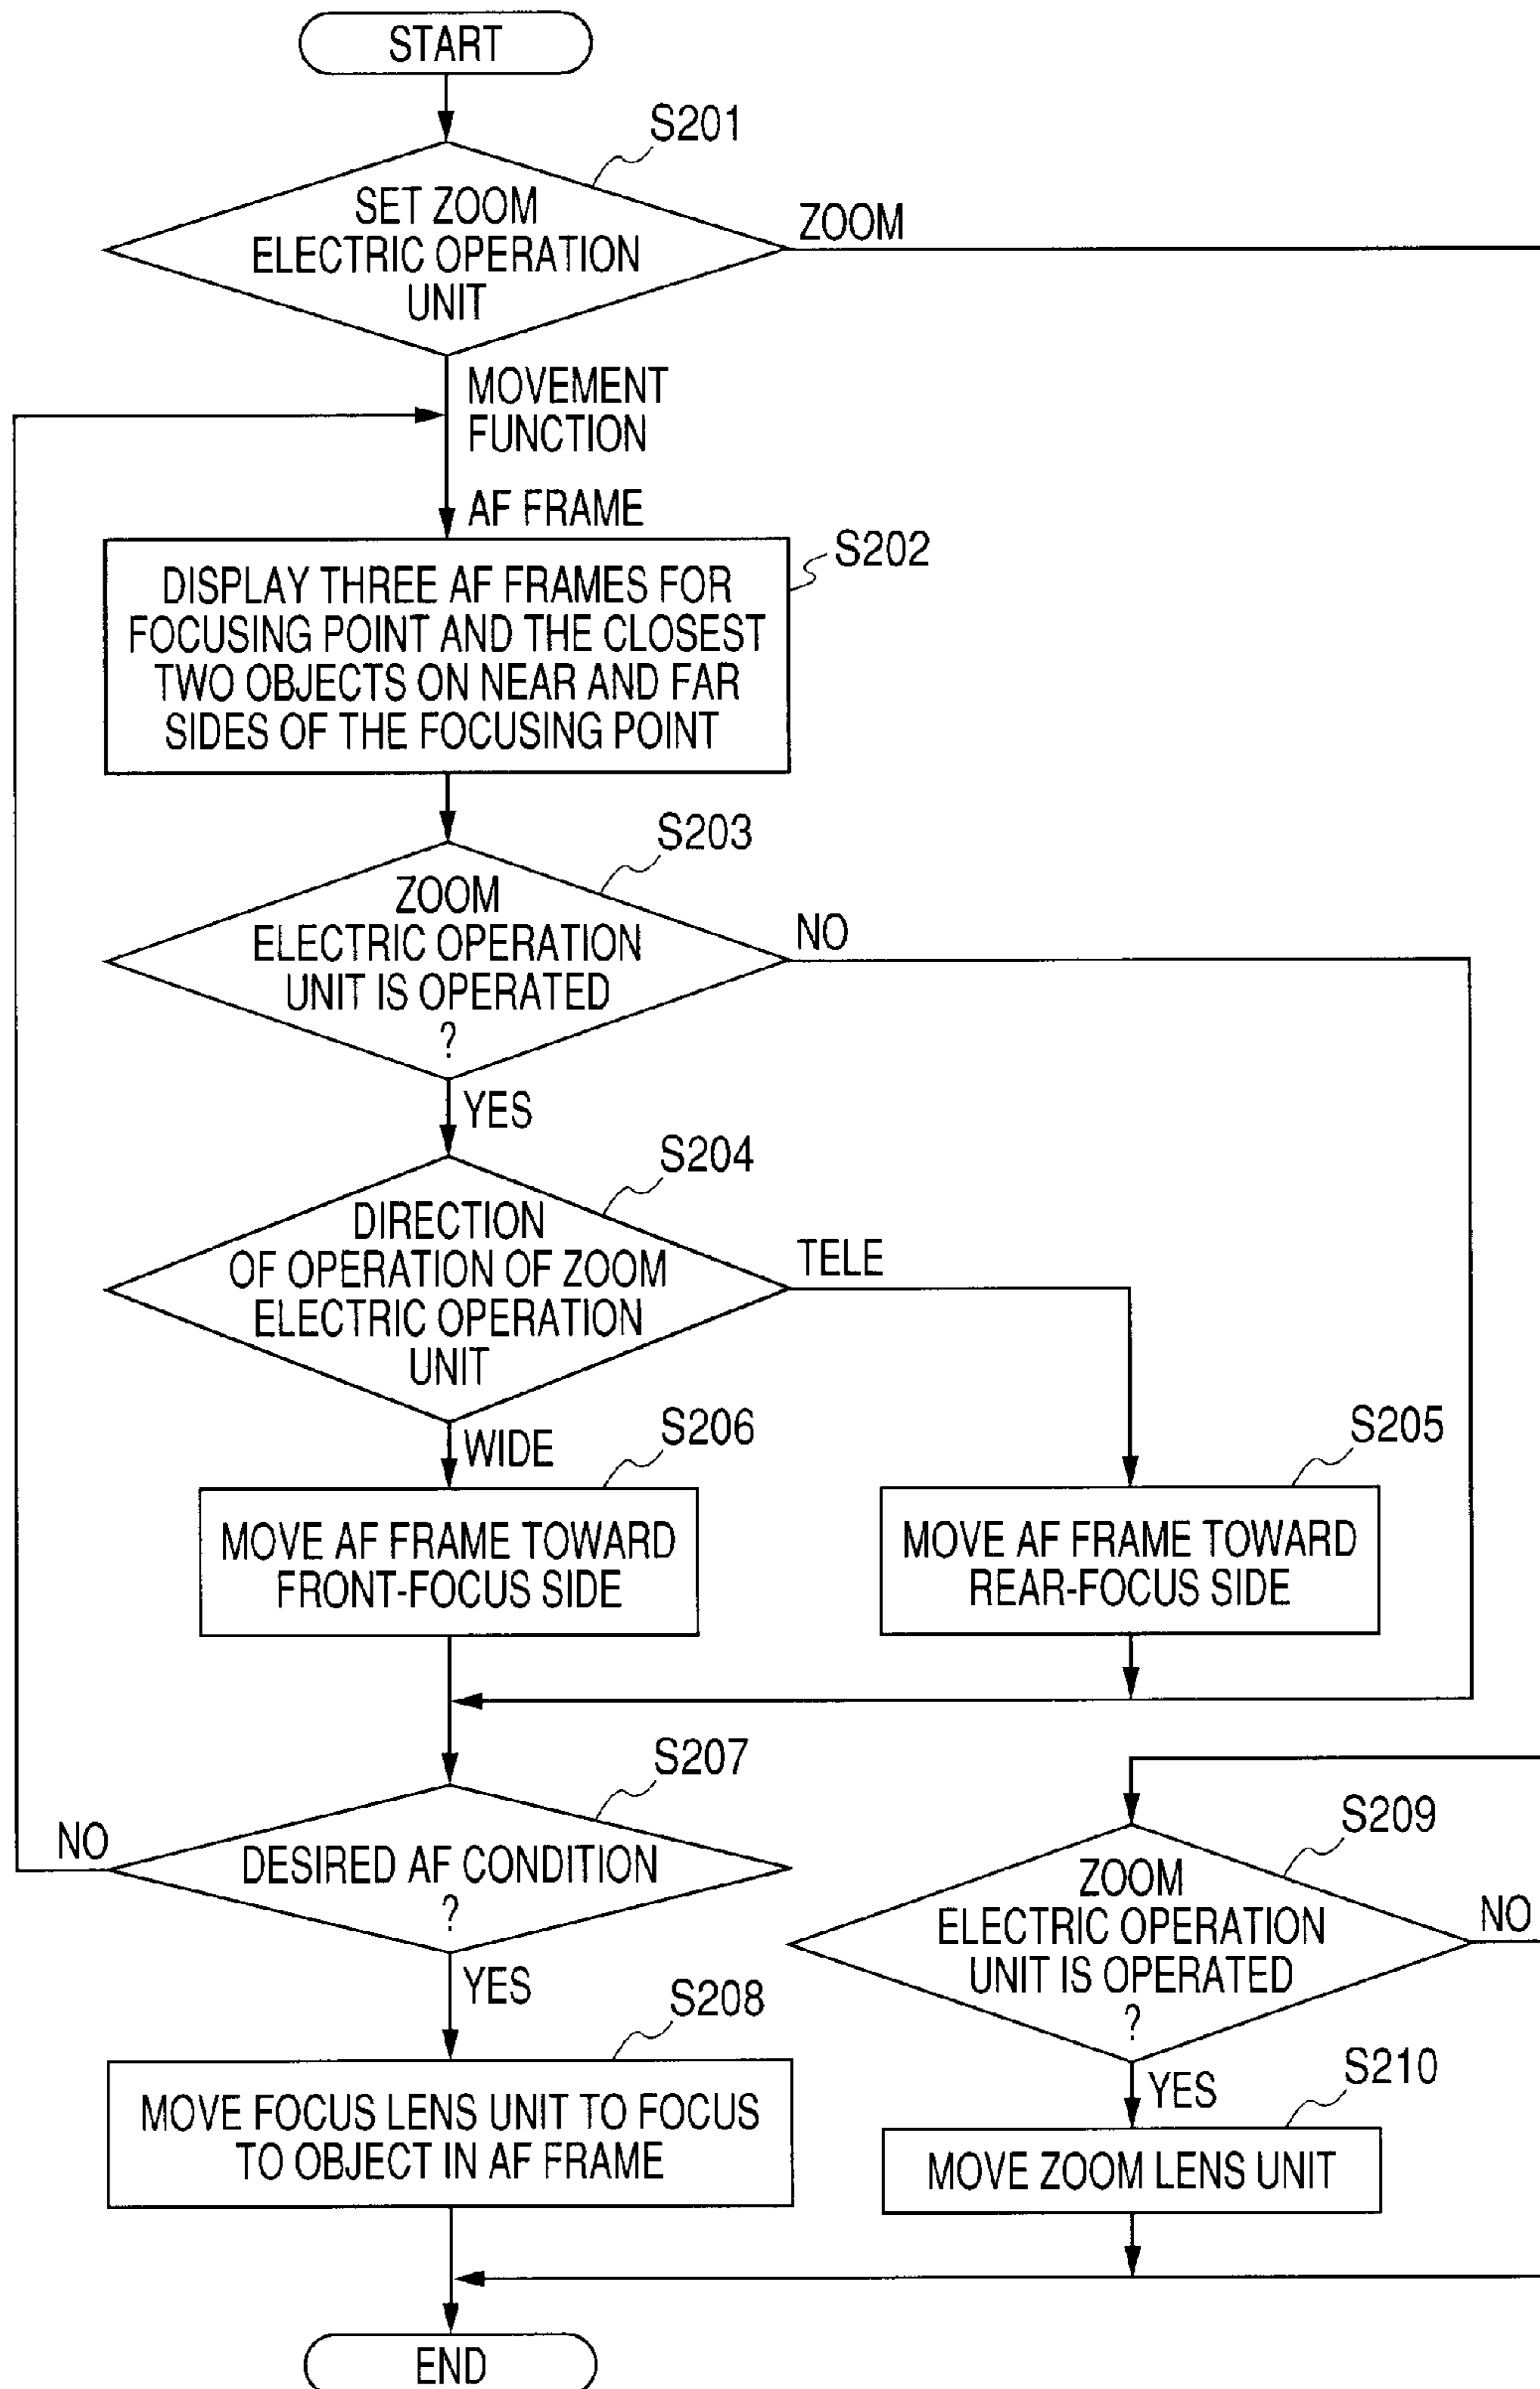 START
S201
SET ZOOM
ELECTRIC OPERATION
UNIT
ZOOM
MOVEMENT
FUNCTION
AF FRAME
S202
DISPLAY THREE AF FRAMES FOR
FOCUSING POINT AND THE CLOSEST
TWO OBJECTS ON NEAR AND FAR
SIDES OF THE FOCUSING POINT
S203
ZOOM
ELECTRIC OPERATION
UNIT IS OPERATED
?
NO
YES
S204
DIRECTION
OF OPERATION OF ZOOM
ELECTRIC OPERATION
UNIT
TELE
WIDE
S206
MOVE AF FRAME TOWARD
FRONT-FOCUS SIDE
S205
MOVE AF FRAME TOWARD
REAR-FOCUS SIDE
S207
DESIRED AF CONDITION
?
NO
YES
S208
MOVE FOCUS LENS UNIT TO FOCUS
TO OBJECT IN AF FRAME
S209
ZOOM
ELECTRIC OPERATION
UNIT IS OPERATED
?
NO
YES
S210
MOVE ZOOM LENS UNIT
END